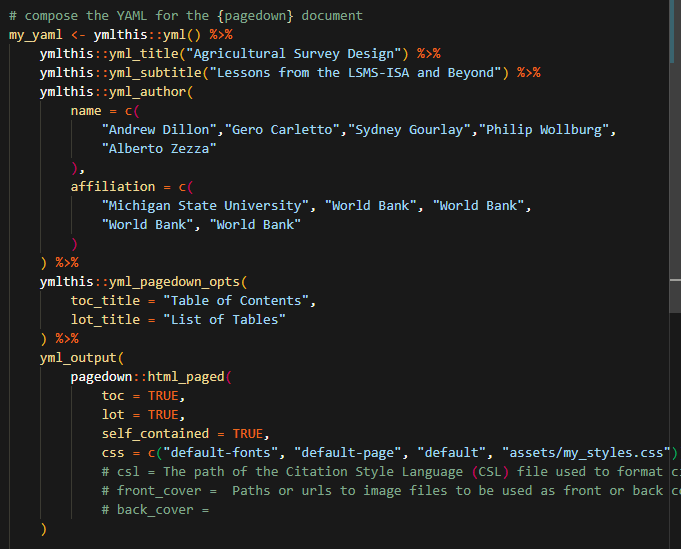 # compose the YAML for the {pagedown} document
my_yaml <- ymlthis::yml() %>%
ymlthis::yml_title("Agricultural Survey Design") %>%
ymlthis::yml_subtitle("Lessons from the LSMS-ISA and Beyond") %>%
ymlthis::yml_author(
name = c(
"Andrew Dillon","Gero Carletto","Sydney Gourlay","Philip Wollburg",
"Alberto Zezza"
),
affiliation = c(
"Michigan State University", "World Bank", "World Bank",
"World Bank", "World Bank"
)
) %>%
ymlthis::yml_pagedown_opts(
toc_title = "Table of Contents",
lot_title = "List of Tables"
) %>%
yml_output(
pagedown::html_paged(
toc = TRUE,
lot = TRUE,
self_contained = TRUE,
css = c("default-fonts", "default-page", "default", "assets/my_styles.css")
# csl = The path of the Citation Style Language (CSL) file used to format
# front_cover =  Paths or urls to image files to be used as front or back
# back_cover =
)